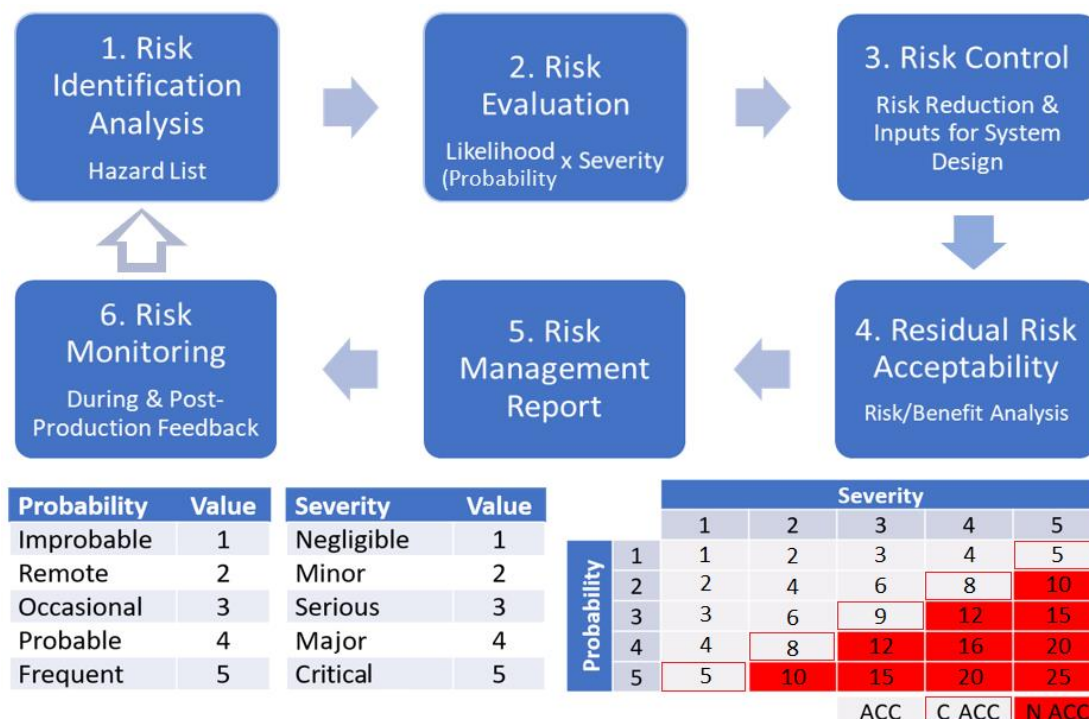 1. Risk
Identification
Analysis
Hazard List
2. Risk
Evaluation
Likelihood
(Probability x Severity
3. Risk Control
Risk Reduction &
Inputs for System
Design
6. Risk
Monitoring
During & Post-
Production Feedback
5. Risk
Management
Report
4. Residual Risk
Acceptability
Risk/Benefit Analysis
Probability Value
Improbable 1
Remote 2
Occasional 3
Probable 4
Frequent 5
Severity Value
Negligible 1
Minor 2
Serious 3
Major 4
Critical 5
Severity
1 2 3 4 5
Probability
1 1 2 3 4 5
2 2 4 6 8 10
3 3 6 9 12 15
4 4 8 12 16 20
5 5 10 15 20 25
ACC C ACC N ACC